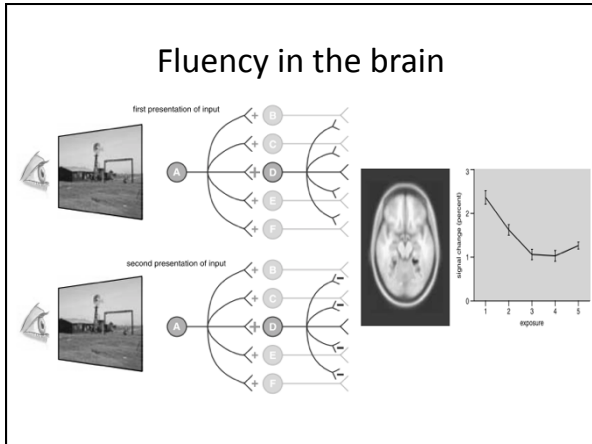 Fluency in the brain
first presentation of input
B
+
C
+
A
+
D
E
+
F
+
second presentation of input
B
+
–
C
+
–
A
+
D
E
+
–
F
+
–
signal change (percent)
3
2
1
0
1 2 3 4 5
exposure